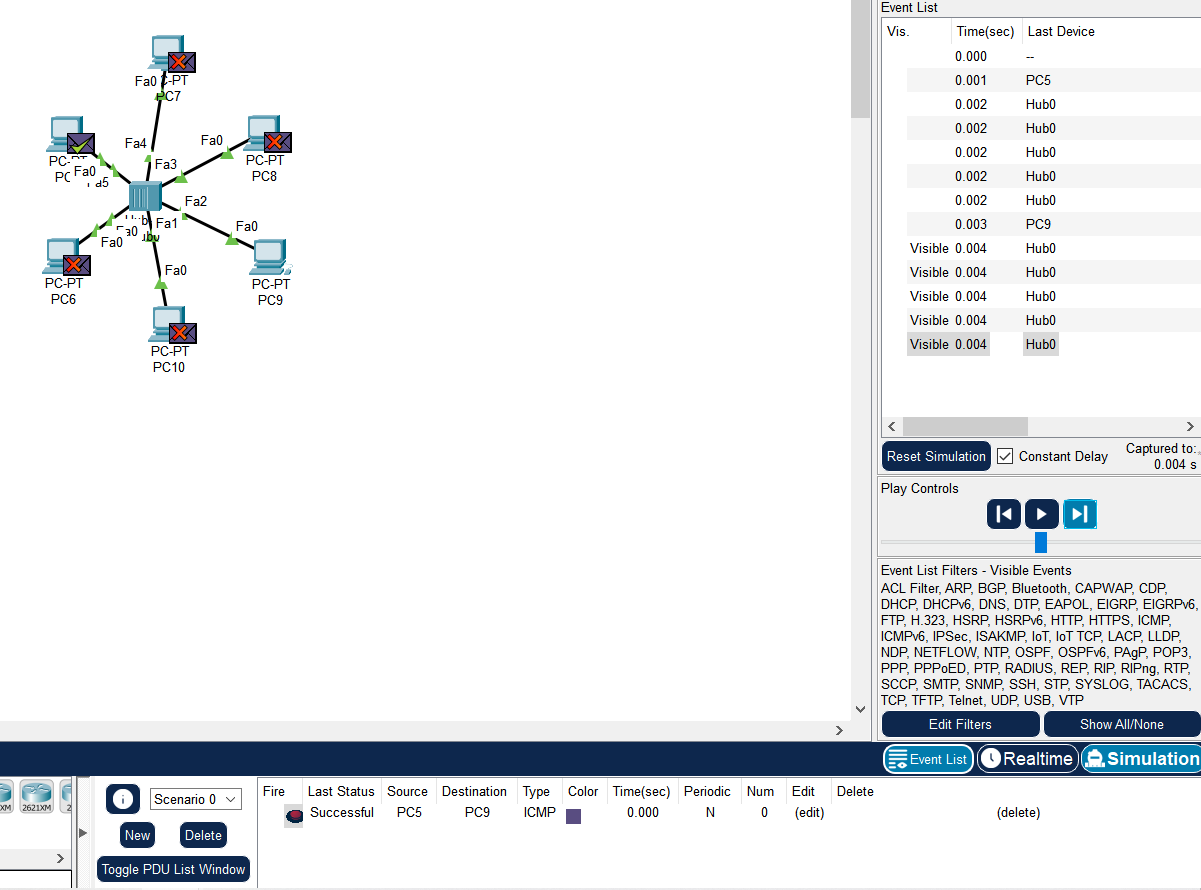 Fa0
C-PT
PC7
Fa4
Fa0
PC-PT
Fa0
PC-PT
PC8
Fa3
Fa2
Fa1
Fa0
Fa0
Fa0
PC-PT
PC6
Fa0
PC-PT
PC9
PC-PT
PC10
Event List
Vis. Time(sec) Last Device
0.000 --
0.001 PC5
0.002 Hub0
0.002 Hub0
0.002 Hub0
0.002 Hub0
0.002 Hub0
0.003 PC9
Visible 0.004 Hub0
Visible 0.004 Hub0
Visible 0.004 Hub0
Visible 0.004 Hub0
Visible 0.004 Hub0
Reset Simulation Constant Delay Captured to:
0.004 s
Play Controls
Event List Filters - Visible Events
ACL Filter, ARP, BGP, Bluetooth, CAPWAP, CDP,
DHCP, DHCPv6, DNS, DTP, EAPOL, EIGRP, EIGRPv6,
FTP, H.323, HSRP, HSRPv6, HTTP, HTTPS, ICMP,
ICMPv6, IPSec, ISAKMP, IoT, IoT TCP, LACP, LLDP,
NDP, NETFLOW, NTP, OSPF, OSPFv6, PAgP, POP3,
PPP, PPPoED, PTP, RADIUS, REP, RIP, RIPng, RTP,
SCCP, SMTP, SNMP, SSH, STP, SYSLOG, TACACS,
TCP, TFTP, Telnet, UDP, USB, VTP
Edit Filters Show All/None
Event List Realtime Simulation
XM 2621XM 2
Scenario 0
New Delete
Toggle PDU List Window
Fire Last Status Source Destination Type Color Time(sec) Periodic Num Edit Delete
Successful PC5 PC9 ICMP 0.000 N 0 (edit) (delete)